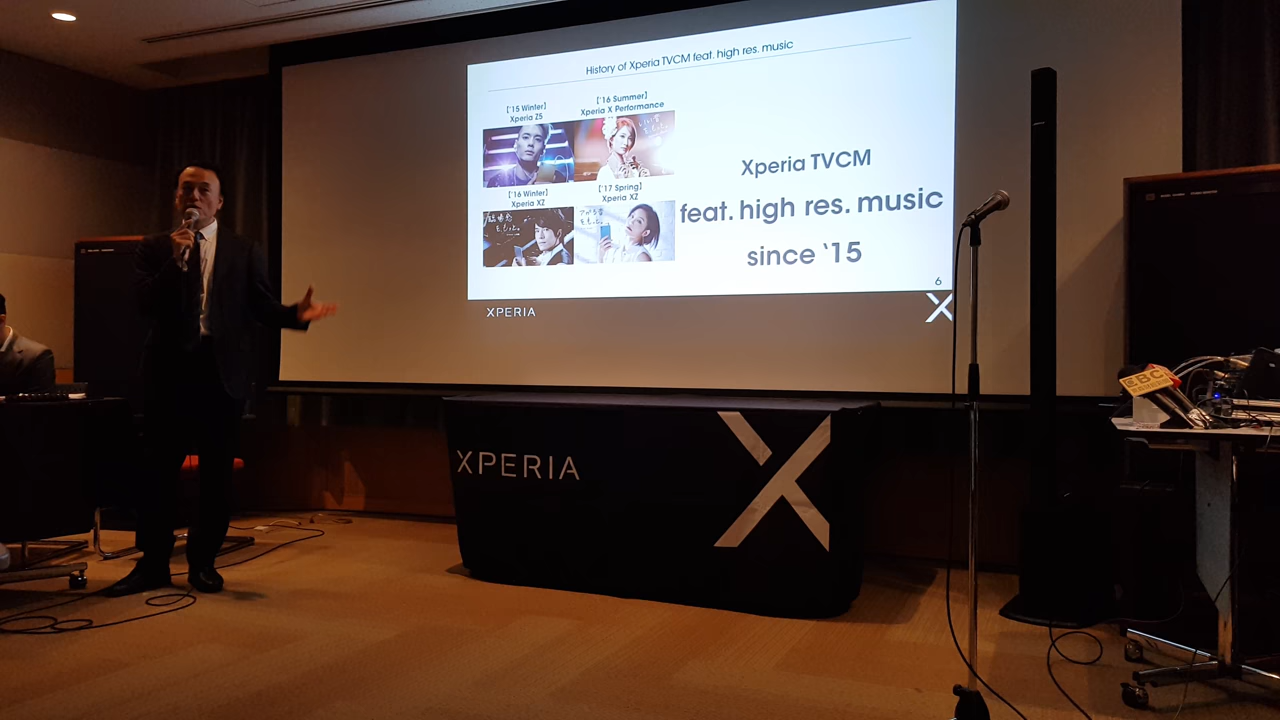 History of Xperia TVCM feat. high res. music
【'15 Winter】
Xperia Z5
【'16 Summer】
Xperia X Performance
【'16 Winter】
Xperia XZ
【'17 Spring】
Xperia XZ
Xperia TVCM
feat. high res. music
since '15
6
XPERIA
X
XPERIA
X